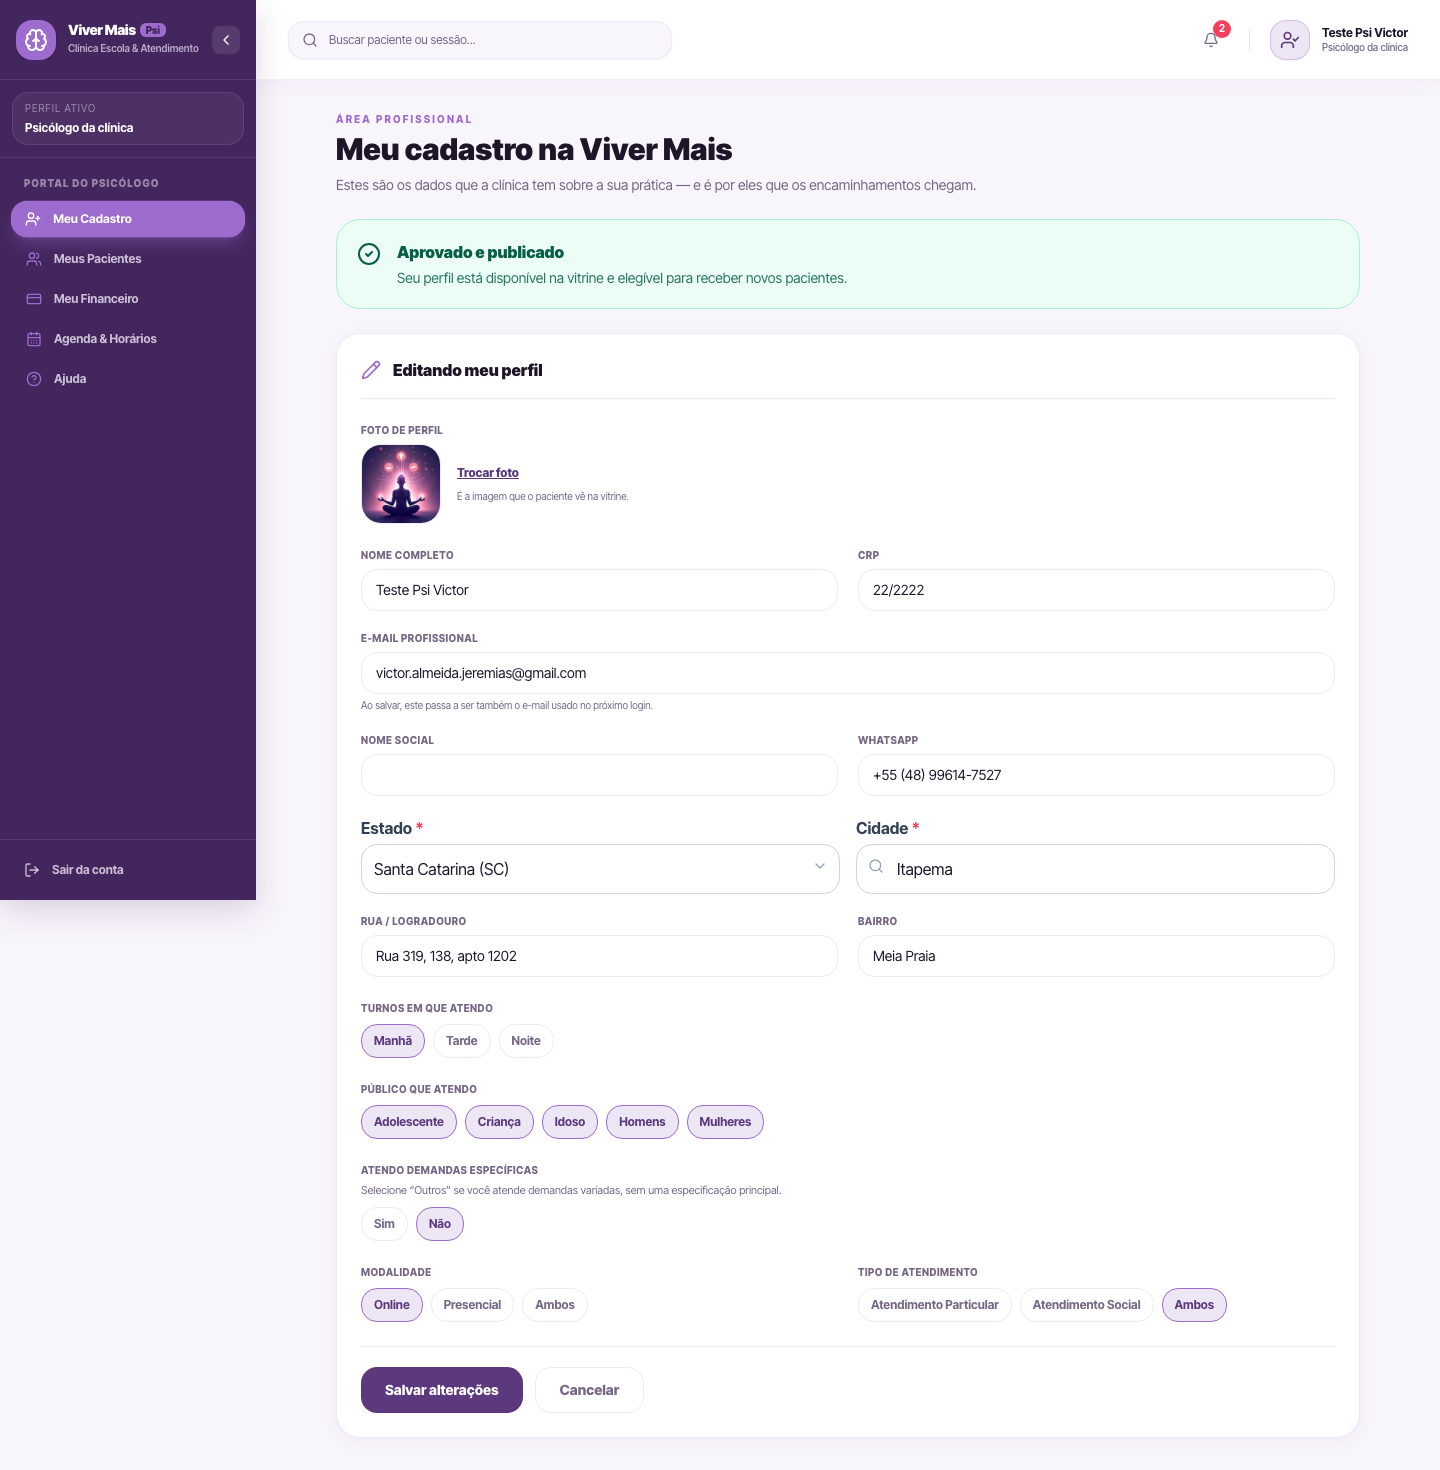 Viver Mais Psi
Clínica Escola & Atendimento
PERFIL ATIVO
Psicólogo da clínica
PORTAL DO PSICÓLOGO
Meu Cadastro
Meus Pacientes
Meu Financeiro
Agenda & Horários
Ajuda
Sair da conta
Buscar paciente ou sessão...
2
Teste Psi Victor
Psicólogo da clínica
ÁREA PROFISSIONAL
Meu cadastro na Viver Mais
Estes são os dados que a clínica tem sobre a sua prática — e é por eles que os encaminhamentos chegam.
Aprovado e publicado
Seu perfil está disponível na vitrine e elegível para receber novos pacientes.
Editando meu perfil
FOTO DE PERFIL
Trocar foto
É a imagem que o paciente vê na vitrine.
NOME COMPLETO
Teste Psi Victor
CRP
22/2222
E-MAIL PROFISSIONAL
victor.almeida.jeremias@gmail.com
Ao salvar, este passa a ser também o e-mail usado no próximo login.
NOME SOCIAL
WHATSAPP
+55 (48) 99614-7527
Estado *
Santa Catarina (SC)
Cidade *
Itapema
RUA / LOGRADOURO
Rua 319, 138, apto 1202
BAIRRO
Meia Praia
TURNOS EM QUE ATENDO
Manhã Tarde Noite
PÚBLICO QUE ATENDO
Adolescente Criança Idoso Homens Mulheres
ATENDO DEMANDAS ESPECÍFICAS
Selecione “Outros” se você atende demandas variadas, sem uma especificação principal.
Sim Não
MODALIDADE
Online Presencial Ambos
TIPO DE ATENDIMENTO
Atendimento Particular Atendimento Social Ambos
Salvar alterações Cancelar